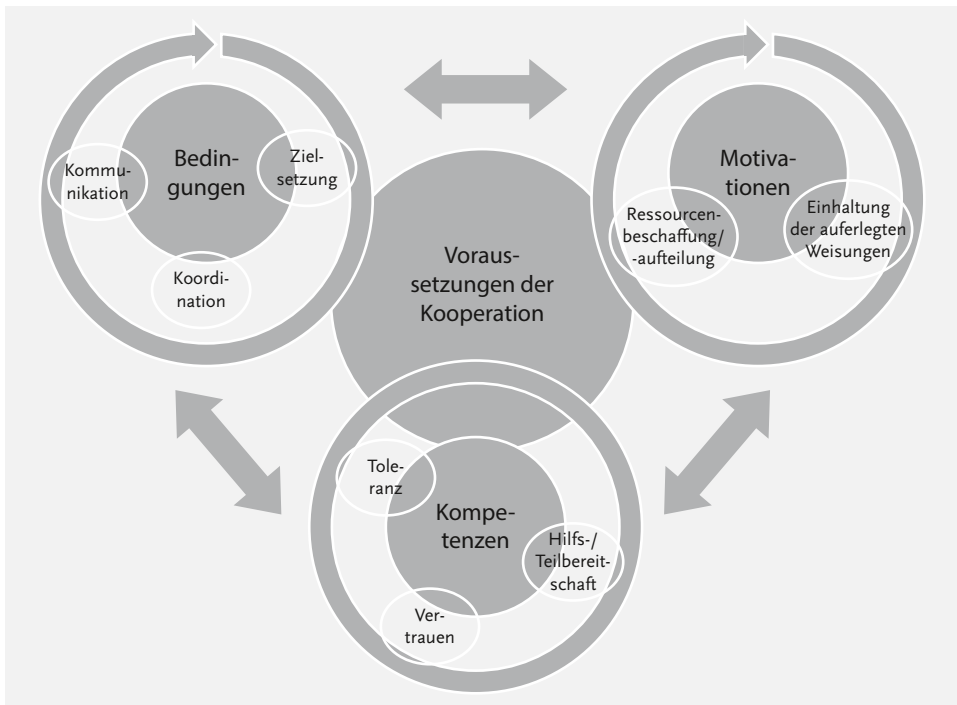 Bedin-
gungen
Kommu-
nikation
Ziel-
setzung
Koordi-
nation
Motiva-
tionen
Ressourcen-
beschaffung/
-aufteilung
Einhaltung
der auferlegten
Weisungen
Voraus-
setzungen der
Kooperation
Kompe-
tenzen
Tole-
ranz
Hilfs-/
Teilbereit-
schaft
Ver-
trauen